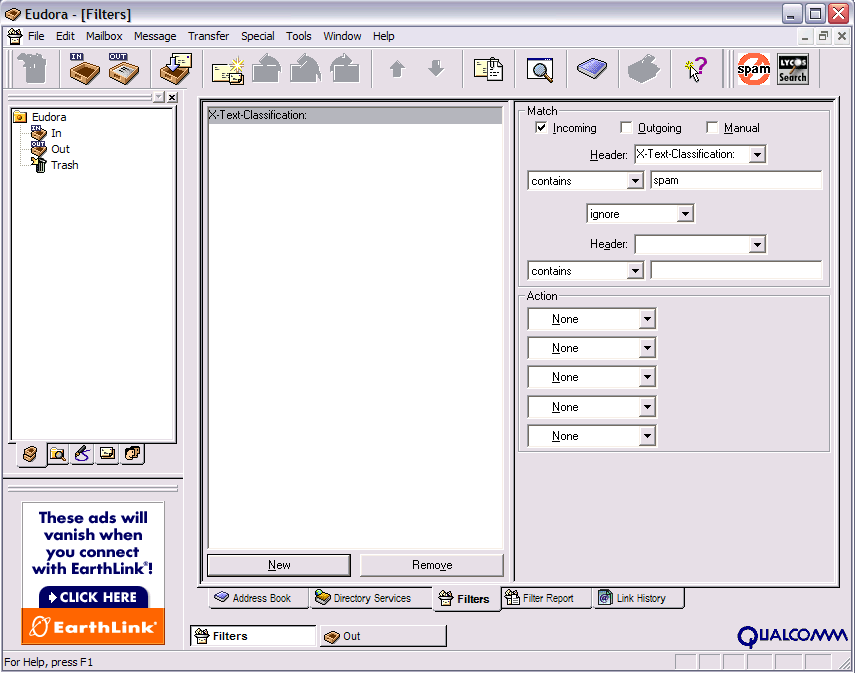 Eudora - [Filters]
File Edit Mailbox Message Transfer Special Tools Window Help
IN OUT spam LYCOS Search
Eudora
In
Out
Trash
X-Text-Classification:
Match
Incoming Outgoing Manual
Header: X-Text-Classification:
contains spam
ignore
Header:
contains
Action
None
None
None
None
None
New Remove
These ads will
vanish when
you connect
with EarthLink®!
CLICK HERE
EarthLink
Address Book Directory Services Filters Filter Report Link History
Filters Out
QUALCOMM
For Help, press F1